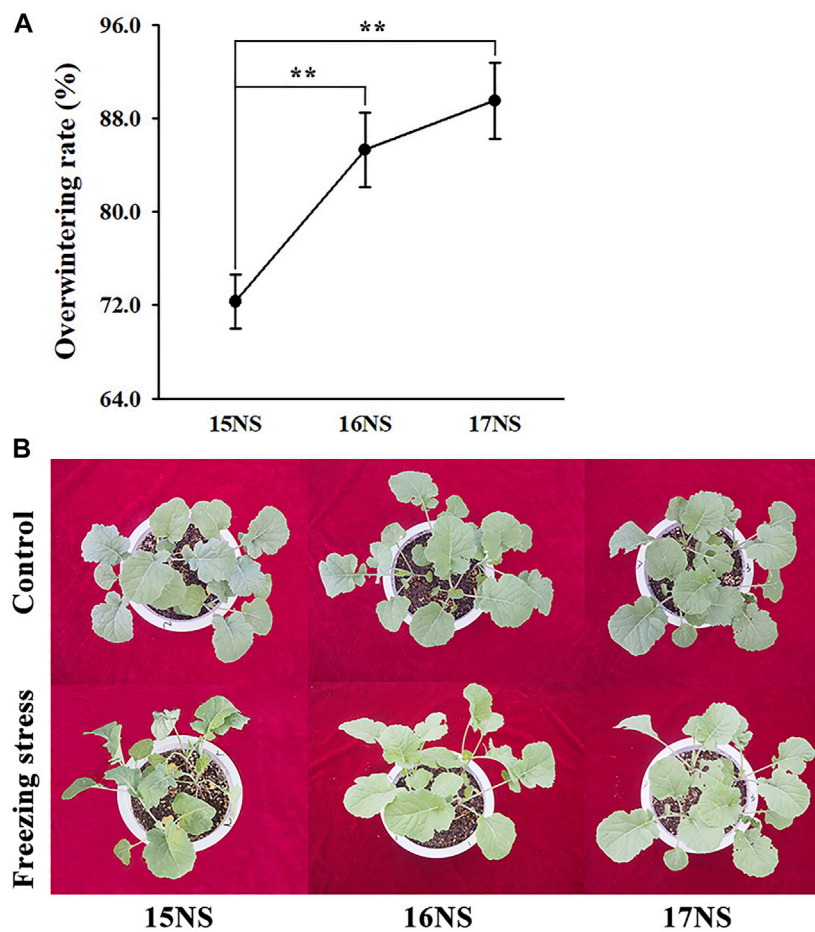 A
96.0
**
**
88.0
80.0
72.0
64.0
Overwintering rate (%)
15NS 16NS 17NS
B
Control
Freezing stress
15NS 16NS 17NS